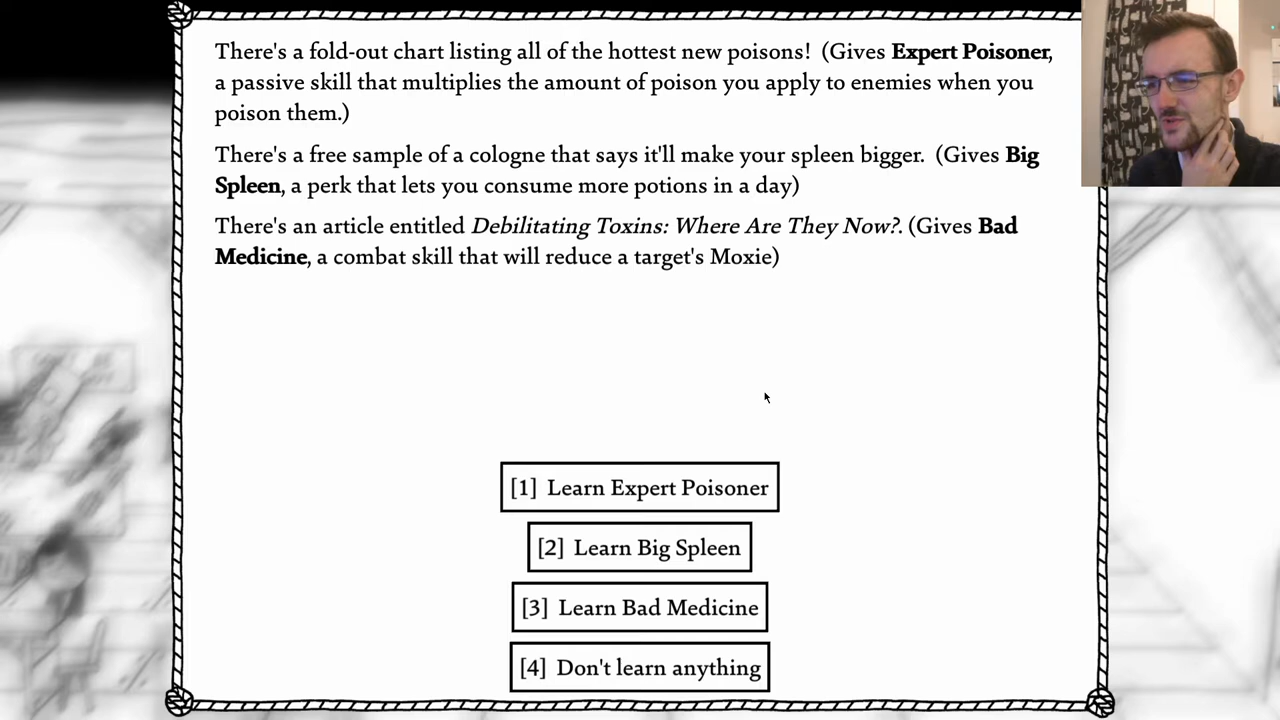 There's a fold-out chart listing all of the hottest new poisons!  (Gives Expert Poisoner,
a passive skill that multiplies the amount of poison you apply to enemies when you
poison them.)
There's a free sample of a cologne that says it'll make your spleen bigger.  (Gives Big
Spleen, a perk that lets you consume more potions in a day)
There's an article entitled Debilitating Toxins: Where Are They Now?. (Gives Bad
Medicine, a combat skill that will reduce a target's Moxie)
[1]  Learn Expert Poisoner
[2]  Learn Big Spleen
[3]  Learn Bad Medicine
[4]  Don't learn anything